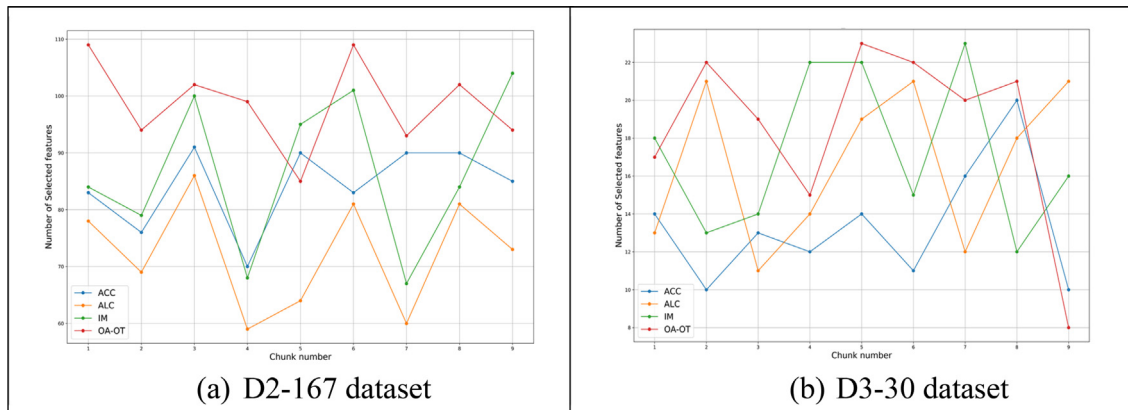 110
100
90
80
70
60
Number of Selected features
ACC
ALC
IM
OA-OT
1 2 3 4 5 6 7 8 9
Chunk number
(a) D2-167 dataset
22
20
18
16
14
12
10
8
Number of Selected features
ACC
ALC
IM
OA-OT
1 2 3 4 5 6 7 8 9
Chunk number
(b) D3-30 dataset